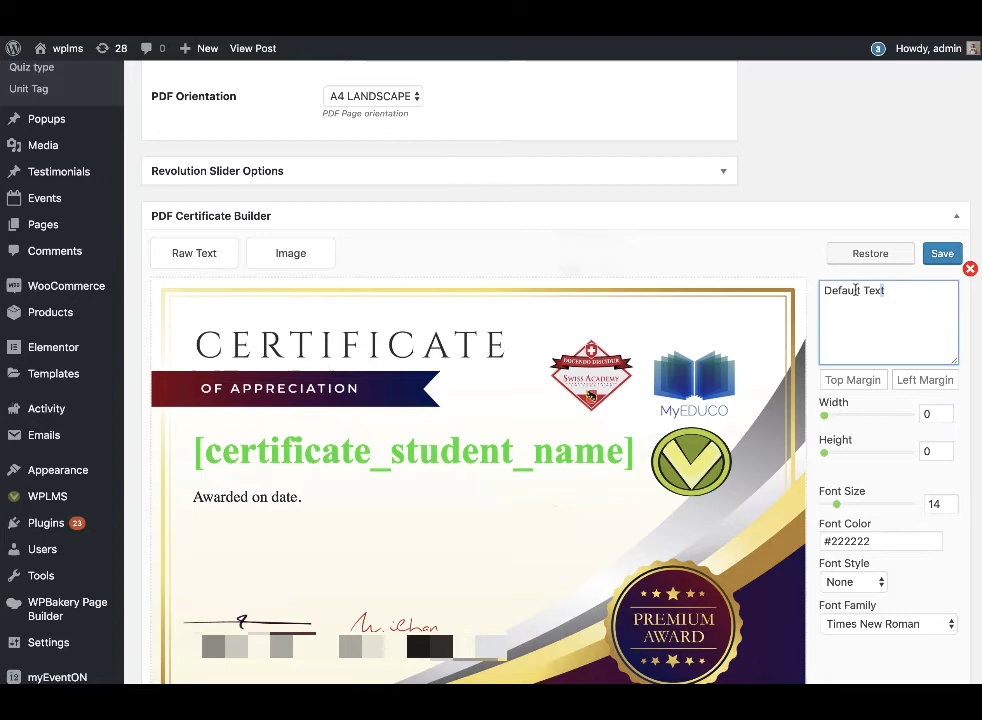 wplms 28 0 New View Post 3 Howdy, admin
Quiz type
Unit Tag
Popups
Media
Testimonials
Events
Pages
Comments
WooCommerce
Products
Elementor
Templates
Activity
Emails
Appearance
WPLMS
Plugins 23
Users
Tools
WPBakery Page
Builder
Settings
myEventON
PDF Orientation A4 LANDSCAPE
PDF Page orientation
Revolution Slider Options
PDF Certificate Builder
Raw Text Image Restore Save
CERTIFICATE
OF APPRECIATION
DOCENDO DISCIDUR
SWISS ACADEMY
MyEDUCO
[certificate_student_name]
Awarded on date.
PREMIUM
AWARD
Default Text
Top Margin Left Margin
Width
0
Height
0
Font Size
14
Font Color
#222222
Font Style
None
Font Family
Times New Roman